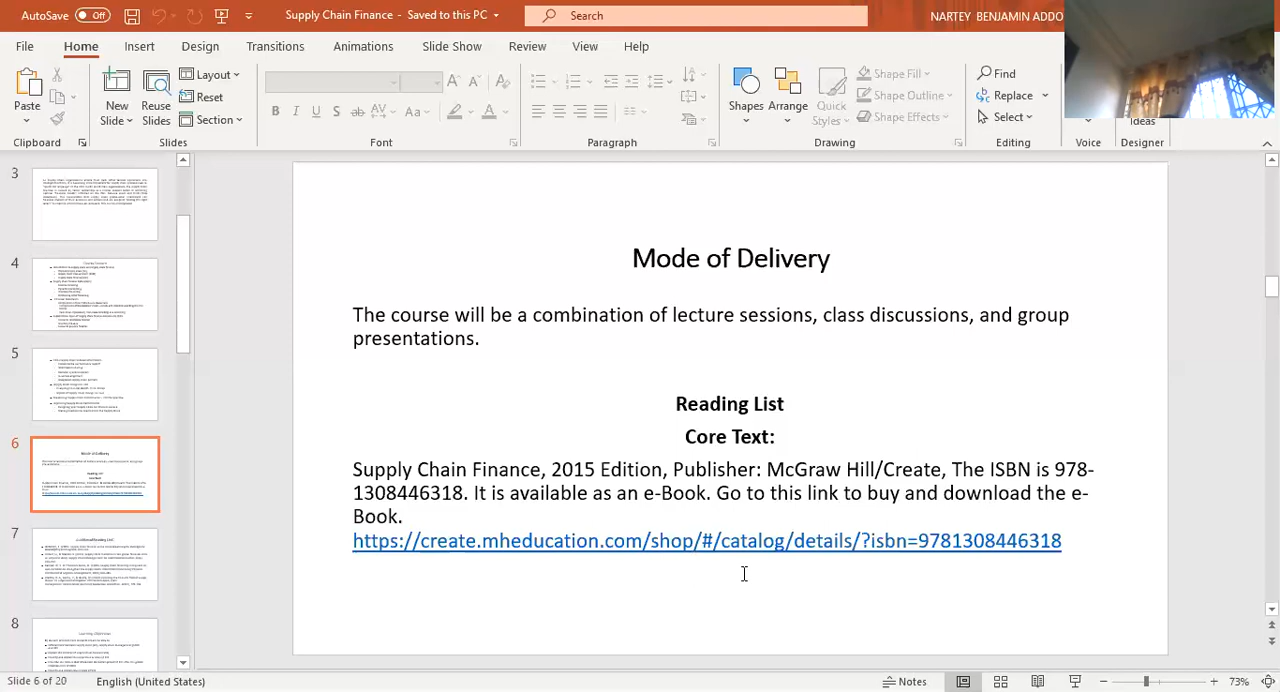 AutoSave Off Supply Chain Finance - Saved to this PC Search NARTEY BENJAMIN ADDO
File Home Insert Design Transitions Animations Slide Show Review View Help
Paste New Slide Reuse Slides Layout Reset Section Shapes Arrange Quick Styles Shape Fill Shape Outline Shape Effects Find Replace Select Ideas
Clipboard Slides Font Paragraph Drawing Editing Voice Designer
3
4
5
6
7
8
Mode of Delivery
The course will be a combination of lecture sessions, class discussions, and group
presentations.
Reading List
Core Text:
Supply Chain Finance, 2015 Edition, Publisher: McGraw Hill/Create, The ISBN is 978-
1308446318. It is available as an e-Book. Go to this link to buy and download the e-
Book.
https://create.mheducation.com/shop/#/catalog/details/?isbn=9781308446318
Slide 6 of 20 English (United States) Notes 73%